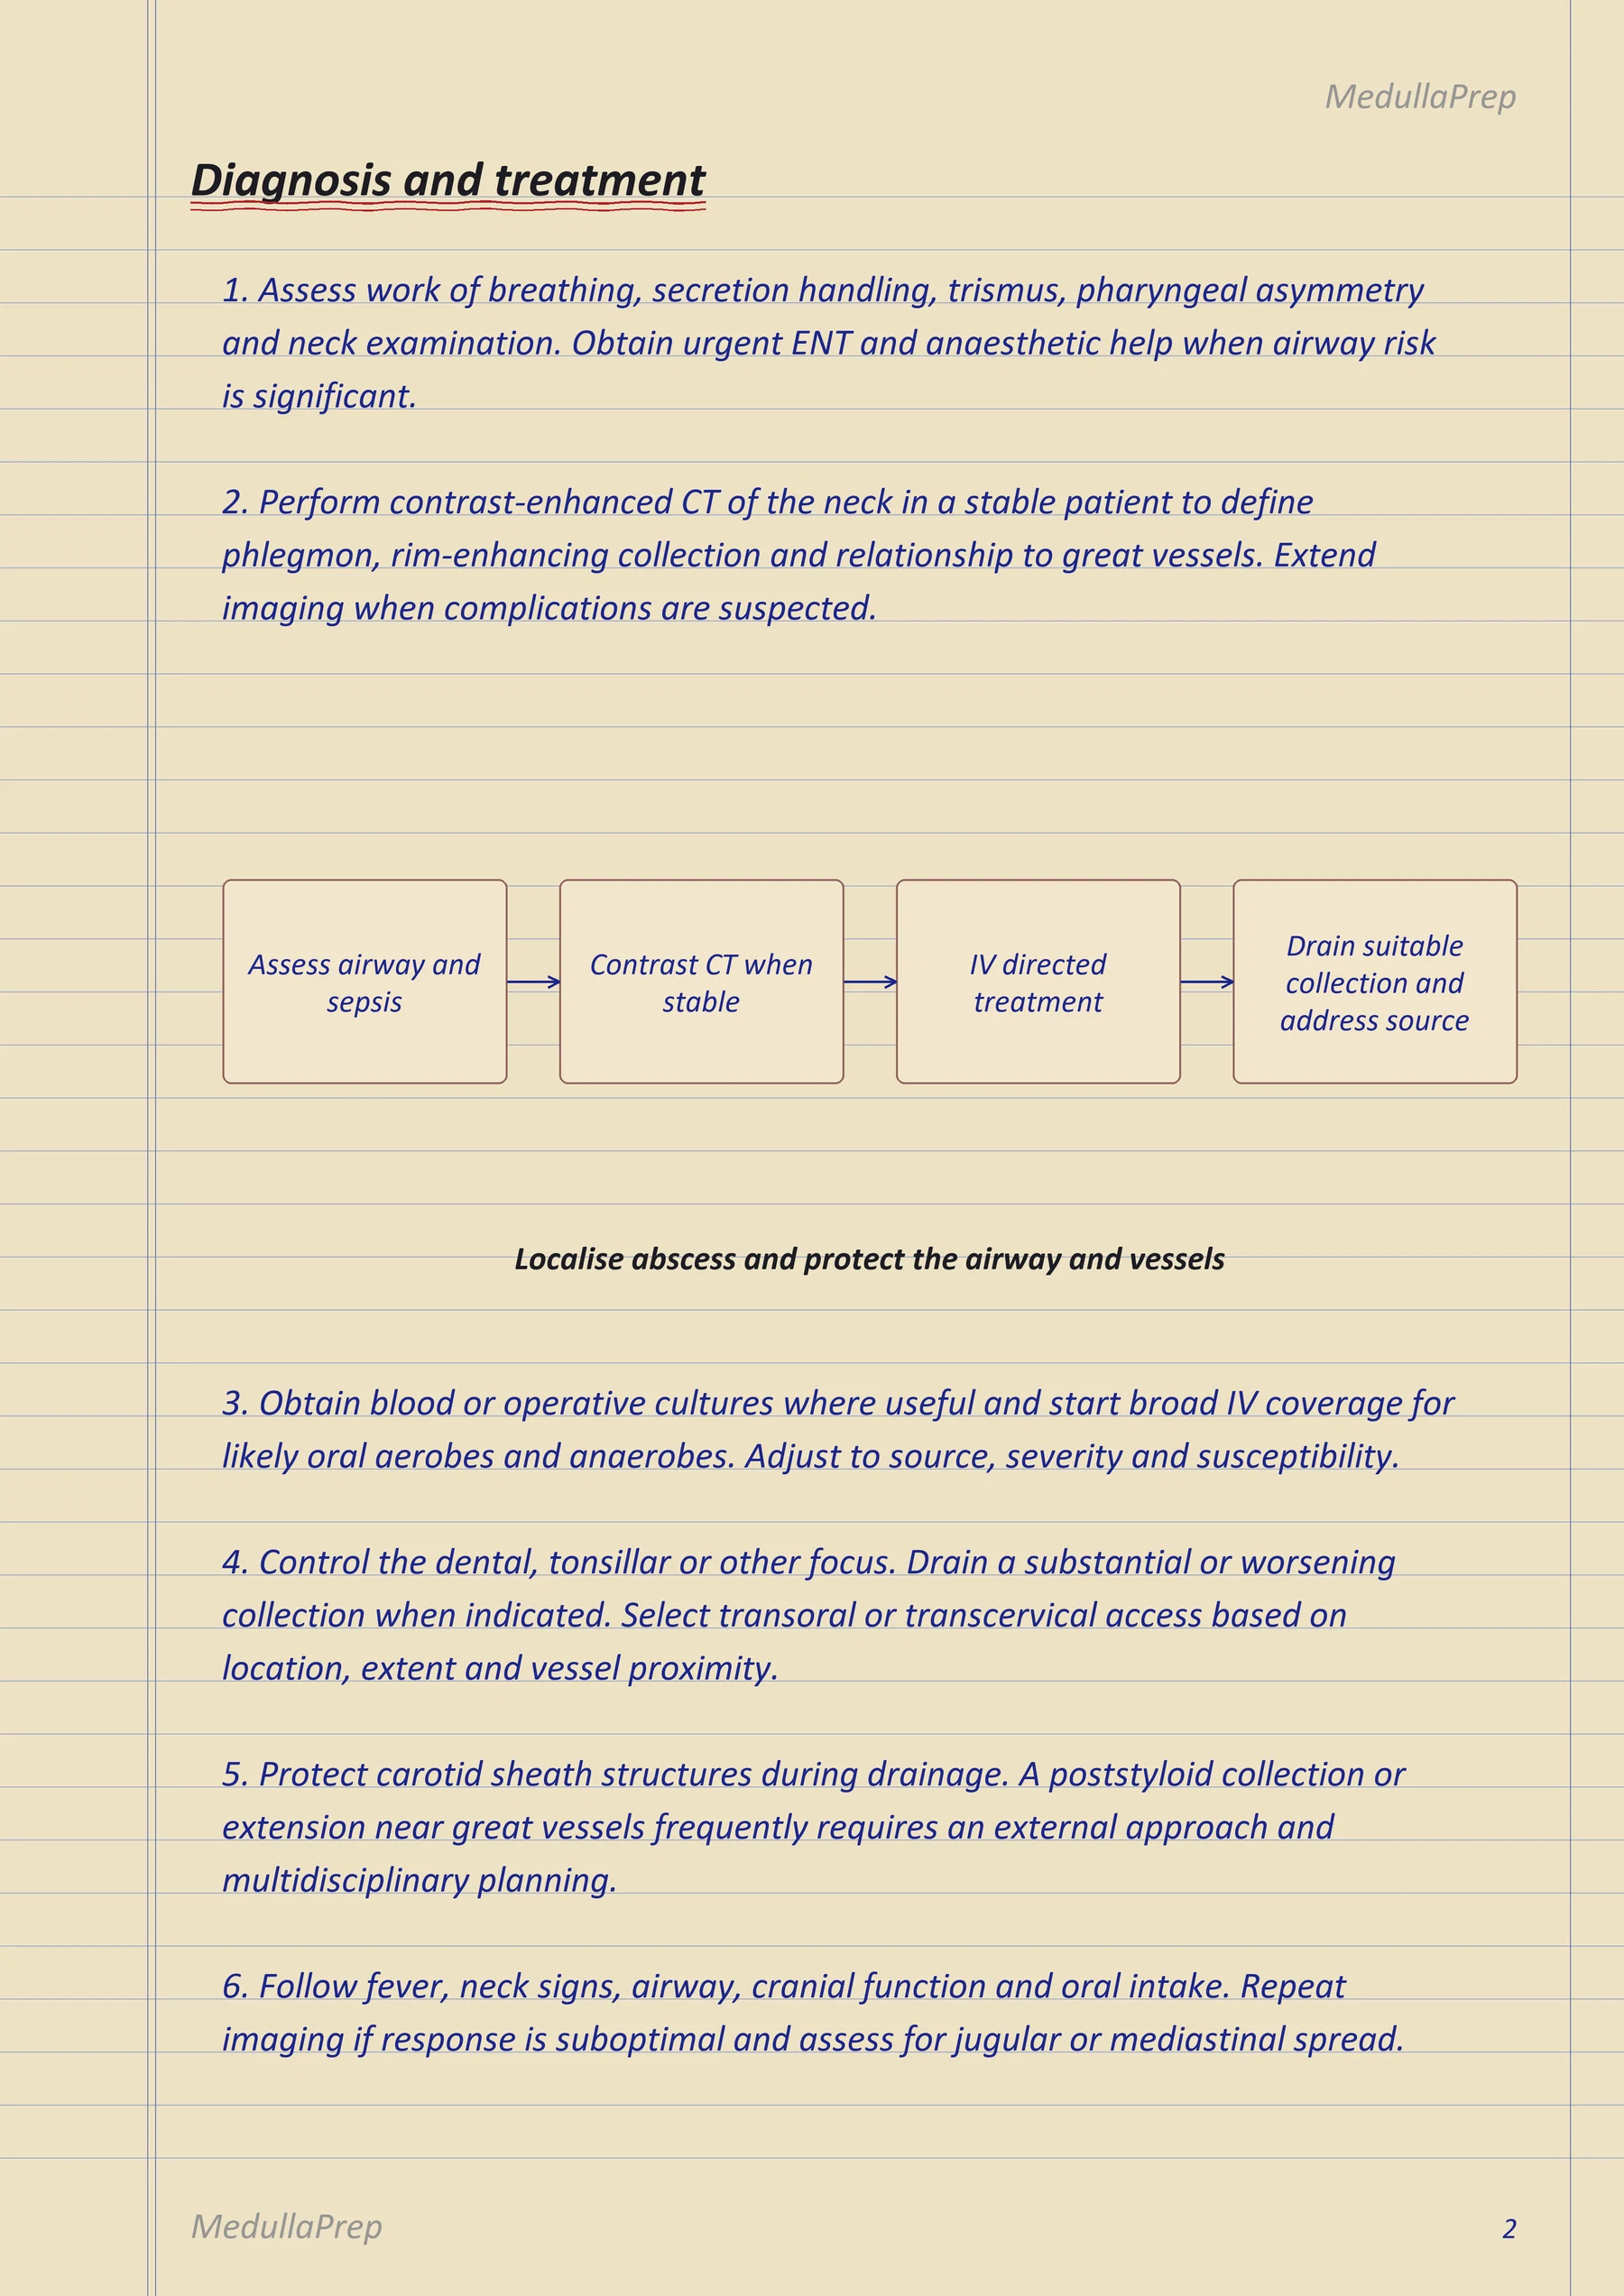 MedullaPrep
Diagnosis and treatment
1. Assess work of breathing, secretion handling, trismus, pharyngeal asymmetry
and neck examination. Obtain urgent ENT and anaesthetic help when airway risk
is significant.
2. Perform contrast-enhanced CT of the neck in a stable patient to define
phlegmon, rim-enhancing collection and relationship to great vessels. Extend
imaging when complications are suspected.
Assess airway and
sepsis
Contrast CT when
stable
IV directed
treatment
Drain suitable
collection and
address source
Localise abscess and protect the airway and vessels
3. Obtain blood or operative cultures where useful and start broad IV coverage for
likely oral aerobes and anaerobes. Adjust to source, severity and susceptibility.
4. Control the dental, tonsillar or other focus. Drain a substantial or worsening
collection when indicated. Select transoral or transcervical access based on
location, extent and vessel proximity.
5. Protect carotid sheath structures during drainage. A poststyloid collection or
extension near great vessels frequently requires an external approach and
multidisciplinary planning.
6. Follow fever, neck signs, airway, cranial function and oral intake. Repeat
imaging if response is suboptimal and assess for jugular or mediastinal spread.
MedullaPrep
2